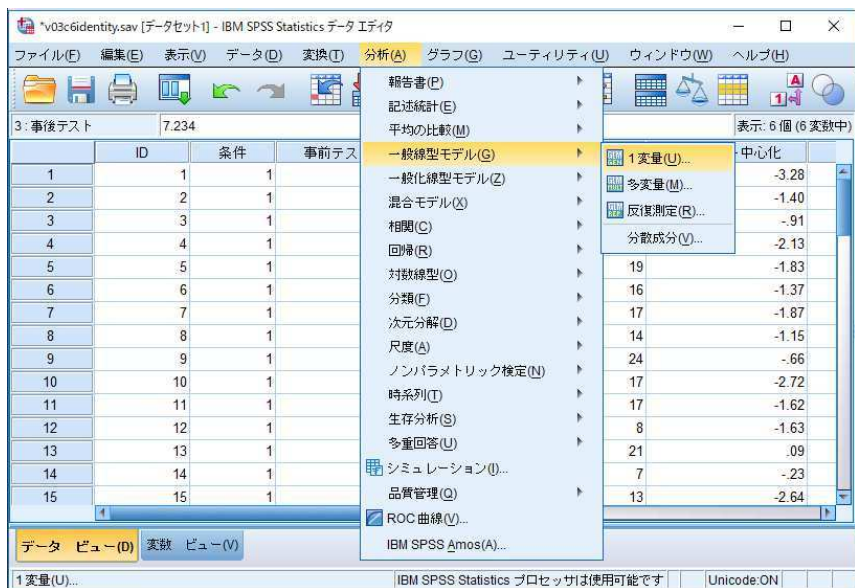 *v03c6identity.sav [データセット1] - IBM SPSS Statistics データ エディタ
ファイル(F) 編集(E) 表示(V) データ(D) 変換(T) 分析(A) グラフ(G) ユーティリティ(U) ウィンドウ(W) ヘルプ(H)
3 : 事後テスト 7.234 表示: 6 個 (6 変数中)
ID 条件 事前テス 中心化
1 1 1 -3.28
2 2 1 -1.40
3 3 1 -.91
4 4 1 -2.13
5 5 1 19 -1.83
6 6 1 16 -1.37
7 7 1 17 -1.87
8 8 1 14 -1.15
9 9 1 24 -.66
10 10 1 17 -2.72
11 11 1 17 -1.62
12 12 1 8 -1.63
13 13 1 21 .09
14 14 1 7 -.23
15 15 1 13 -2.64
報告書(P)
記述統計(E)
平均の比較(M)
一般線型モデル(G)
一般化線型モデル(Z)
混合モデル(X)
相関(C)
回帰(R)
対数線型(O)
分類(F)
次元分解(D)
尺度(A)
ノンパラメトリック検定(N)
時系列(T)
生存分析(S)
多重回答(U)
シミュレーション(I)...
品質管理(Q)
ROC 曲線(V)...
IBM SPSS Amos(A)...
1 変量(U)...
多変量(M)...
反復測定(R)...
分散成分(V)...
データ ビュー(D) 変数 ビュー(V)
1 変量(U)... IBM SPSS Statistics プロセッサは使用可能です Unicode:ON